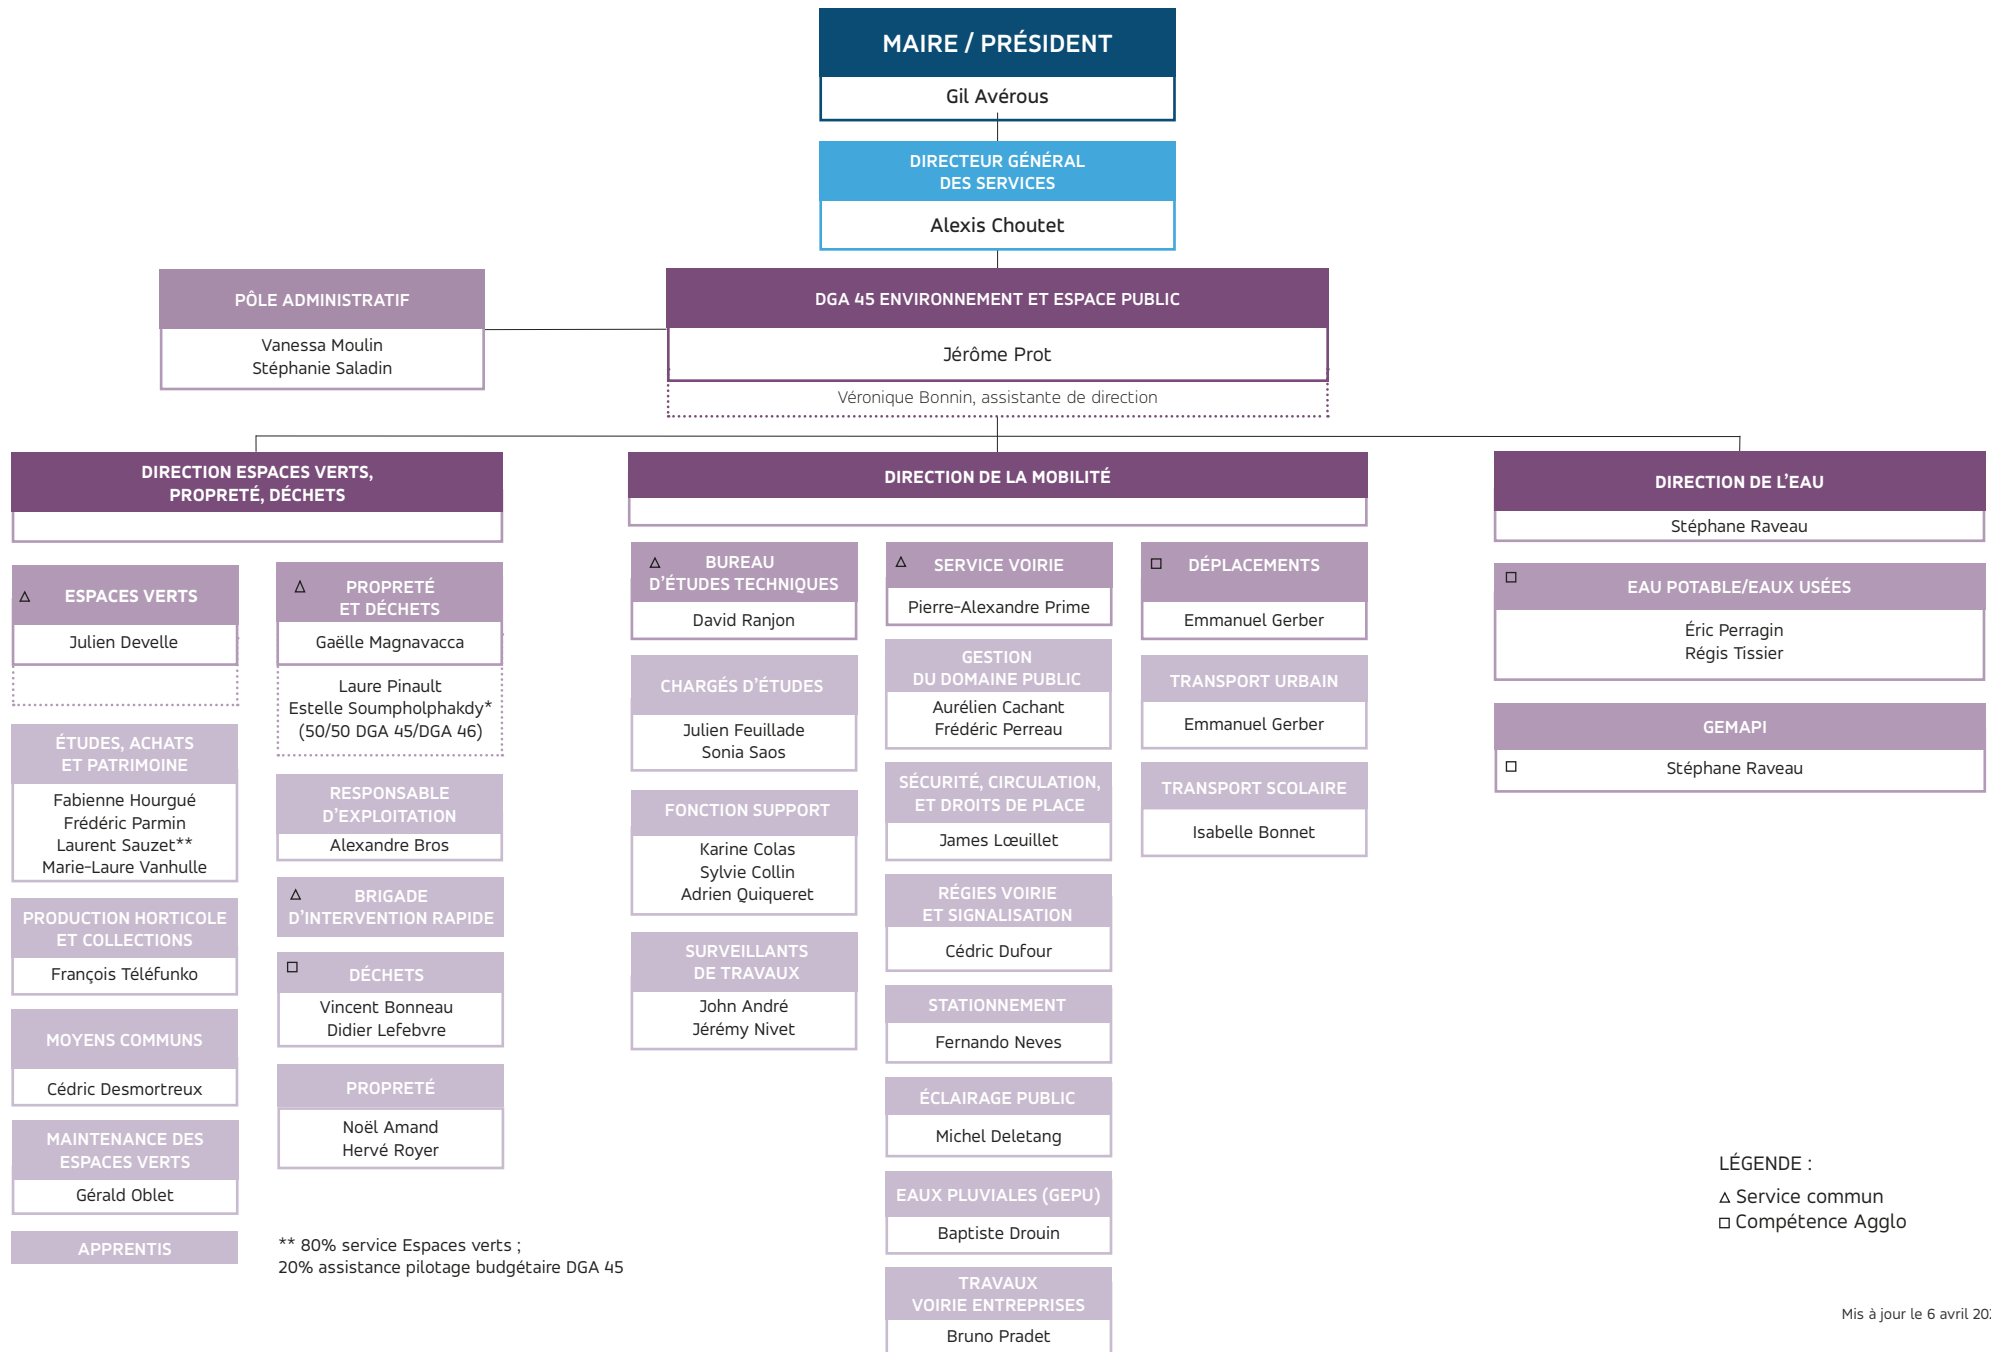 MAIRE / PRÉSIDENT
Gil Avérous
DIRECTEUR GÉNÉRAL
DES SERVICES
Alexis Choutet
PÔLE ADMINISTRATIF
Vanessa Moulin
Stéphanie Saladin
DGA 45 ENVIRONNEMENT ET ESPACE PUBLIC
Jérôme Prot
Véronique Bonnin, assistante de direction
DIRECTION ESPACES VERTS,
PROPRETÉ, DÉCHETS
△ ESPACES VERTS
Julien Develle
ÉTUDES, ACHATS
ET PATRIMOINE
Fabienne Hourgué
Frédéric Parmin
Laurent Sauzet**
Marie-Laure Vanhulle
PRODUCTION HORTICOLE
ET COLLECTIONS
François Téléfunko
MOYENS COMMUNS
Cédric Desmortreux
MAINTENANCE DES
ESPACES VERTS
Gérald Oblet
APPRENTIS
△ PROPRETÉ
ET DÉCHETS
Gaëlle Magnavacca
Laure Pinault
Estelle Soumpholphakdy*
(50/50 DGA 45/DGA 46)
RESPONSABLE
D'EXPLOITATION
Alexandre Bros
△ BRIGADE
D'INTERVENTION RAPIDE
□ DÉCHETS
Vincent Bonneau
Didier Lefebvre
PROPRETÉ
Noël Amand
Hervé Royer
** 80% service Espaces verts ;
20% assistance pilotage budgétaire DGA 45
DIRECTION DE LA MOBILITÉ
△ BUREAU
D'ÉTUDES TECHNIQUES
David Ranjon
CHARGÉS D'ÉTUDES
Julien Feuillade
Sonia Saos
FONCTION SUPPORT
Karine Colas
Sylvie Collin
Adrien Quiqueret
SURVEILLANTS
DE TRAVAUX
John André
Jérémy Nivet
△ SERVICE VOIRIE
Pierre-Alexandre Prime
GESTION
DU DOMAINE PUBLIC
Aurélien Cachant
Frédéric Perreau
SÉCURITÉ, CIRCULATION,
ET DROITS DE PLACE
James Lœuillet
RÉGIES VOIRIE
ET SIGNALISATION
Cédric Dufour
STATIONNEMENT
Fernando Neves
ÉCLAIRAGE PUBLIC
Michel Deletang
EAUX PLUVIALES (GEPU)
Baptiste Drouin
TRAVAUX
VOIRIE ENTREPRISES
Bruno Pradet
□ DÉPLACEMENTS
Emmanuel Gerber
TRANSPORT URBAIN
Emmanuel Gerber
TRANSPORT SCOLAIRE
Isabelle Bonnet
DIRECTION DE L'EAU
Stéphane Raveau
□ EAU POTABLE/EAUX USÉES
Éric Perragin
Régis Tissier
GEMAPI
□ Stéphane Raveau
LÉGENDE :
△ Service commun
□ Compétence Agglo
Mis à jour le 6 avril